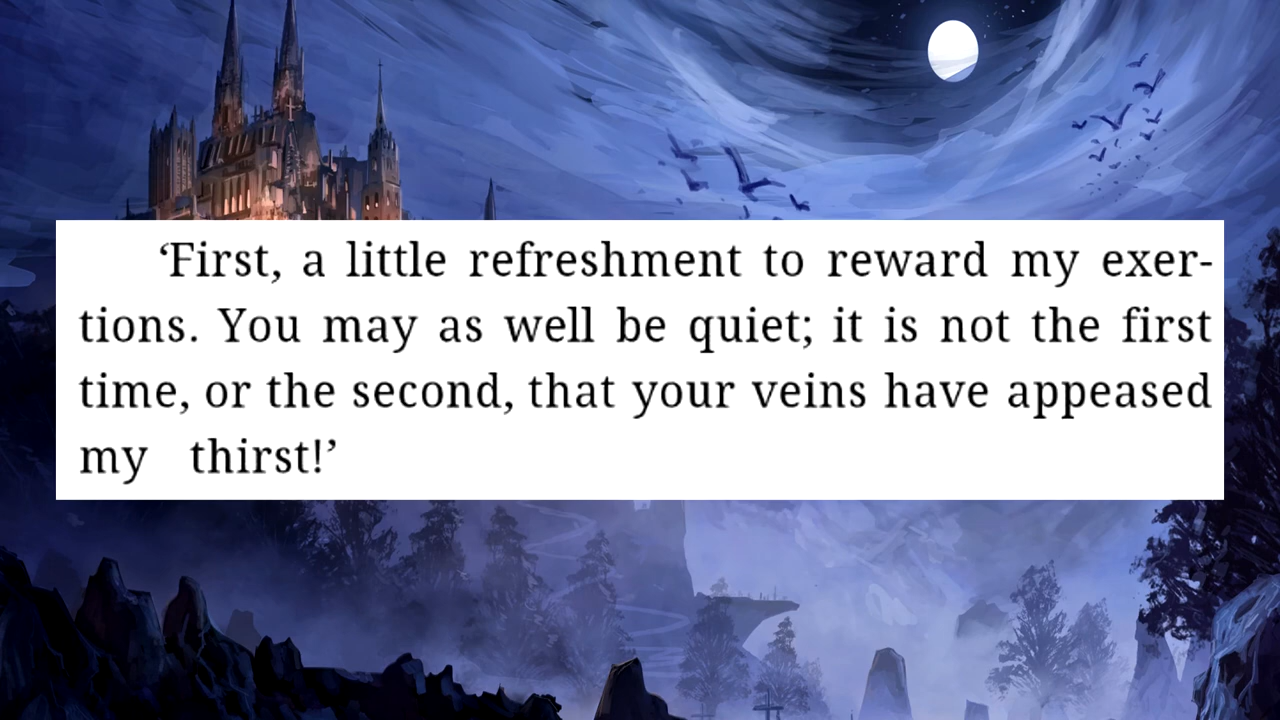 ‘First, a little refreshment to reward my exer-
tions. You may as well be quiet; it is not the first
time, or the second, that your veins have appeased
my thirst!’